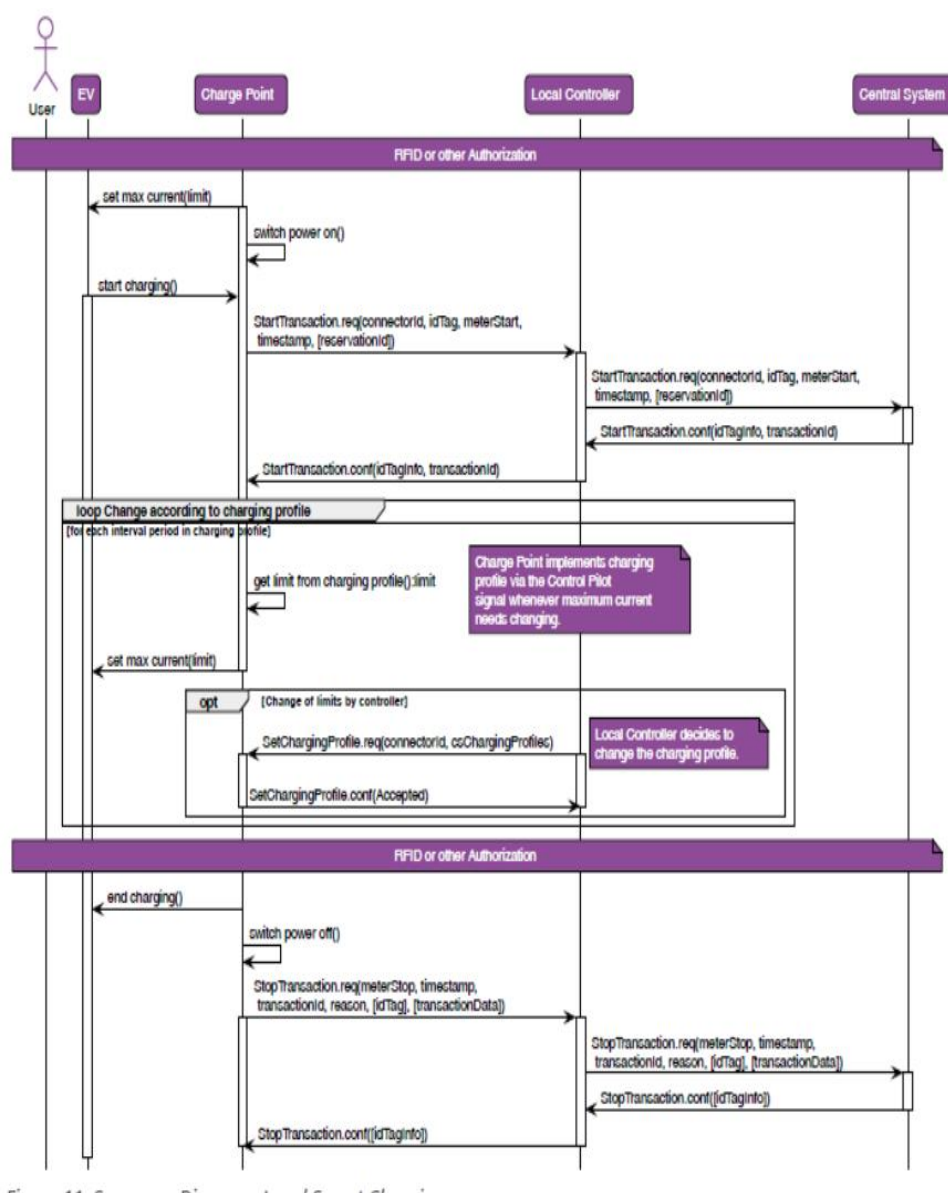 User
EV
Charge Point
Local Controller
Central System
RFID or other Authorization
set max current(limit)
switch power on()
start charging()
StartTransaction.req(connectorId, idTag, meterStart,
timestamp, [reservationId])
StartTransaction.req(connectorId, idTag, meterStart,
timestamp, [reservationId])
StartTransaction.conf(idTagInfo, transactionId)
StartTransaction.conf(idTagInfo, transactionId)
loop Change according to charging profile
[for each interval period in charging profile]
Charge Point implements charging
profile via the Control Pilot
signal whenever maximum current
needs changing.
get limit from charging profile():limit
set max current(limit)
opt
[Change of limits by controller]
SetChargingProfile.req(connectorId, csChargingProfiles)
Local Controller decides to
change the charging profile.
SetChargingProfile.conf(Accepted)
RFID or other Authorization
end charging()
switch power off()
StopTransaction.req(meterStop, timestamp,
transactionId, reason, [idTag], [transactionData])
StopTransaction.req(meterStop, timestamp,
transactionId, reason, [idTag], [transactionData])
StopTransaction.conf([idTagInfo])
StopTransaction.conf([idTagInfo])